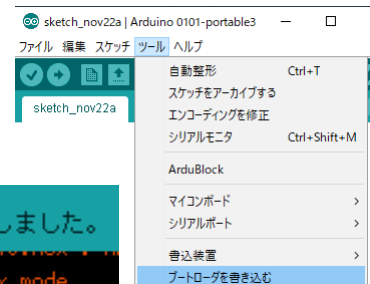 sketch_nov22a | Arduino 0101-portable3
ファイル 編集 スケッチ ツール ヘルプ
sketch_nov22a
自動整形 Ctrl+T
スケッチをアーカイブする
エンコーディングを修正
シリアルモニタ Ctrl+Shift+M
ArduBlock
マイコンボード
シリアルポート
書込装置
ブートローダを書き込む
しました。
mode